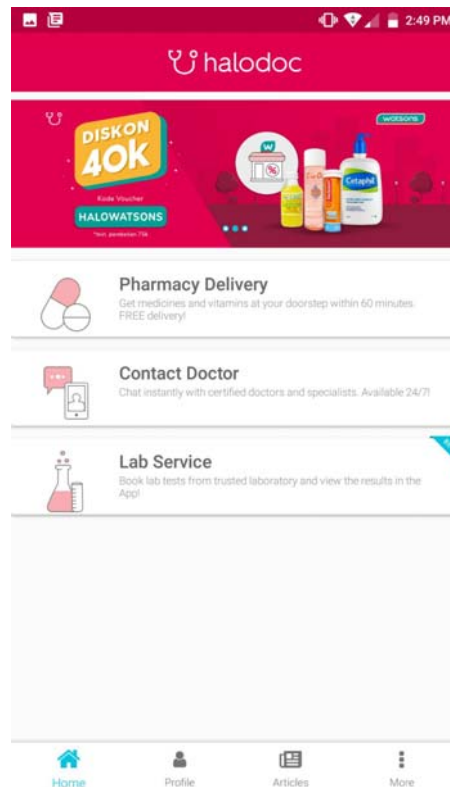 2:49 PM
halodoc
DISKON
40K
Kode Voucher
HALOWATSONS
watsons
Cetaphil
Pharmacy Delivery
Get medicines and vitamins at your doorstep within 60 minutes.
FREE delivery!
Contact Doctor
Chat instantly with certified doctors and specialists. Available 24/7!
Lab Service
Book lab tests from trusted laboratory and view the results in the
App!
Home
Profile
Articles
More